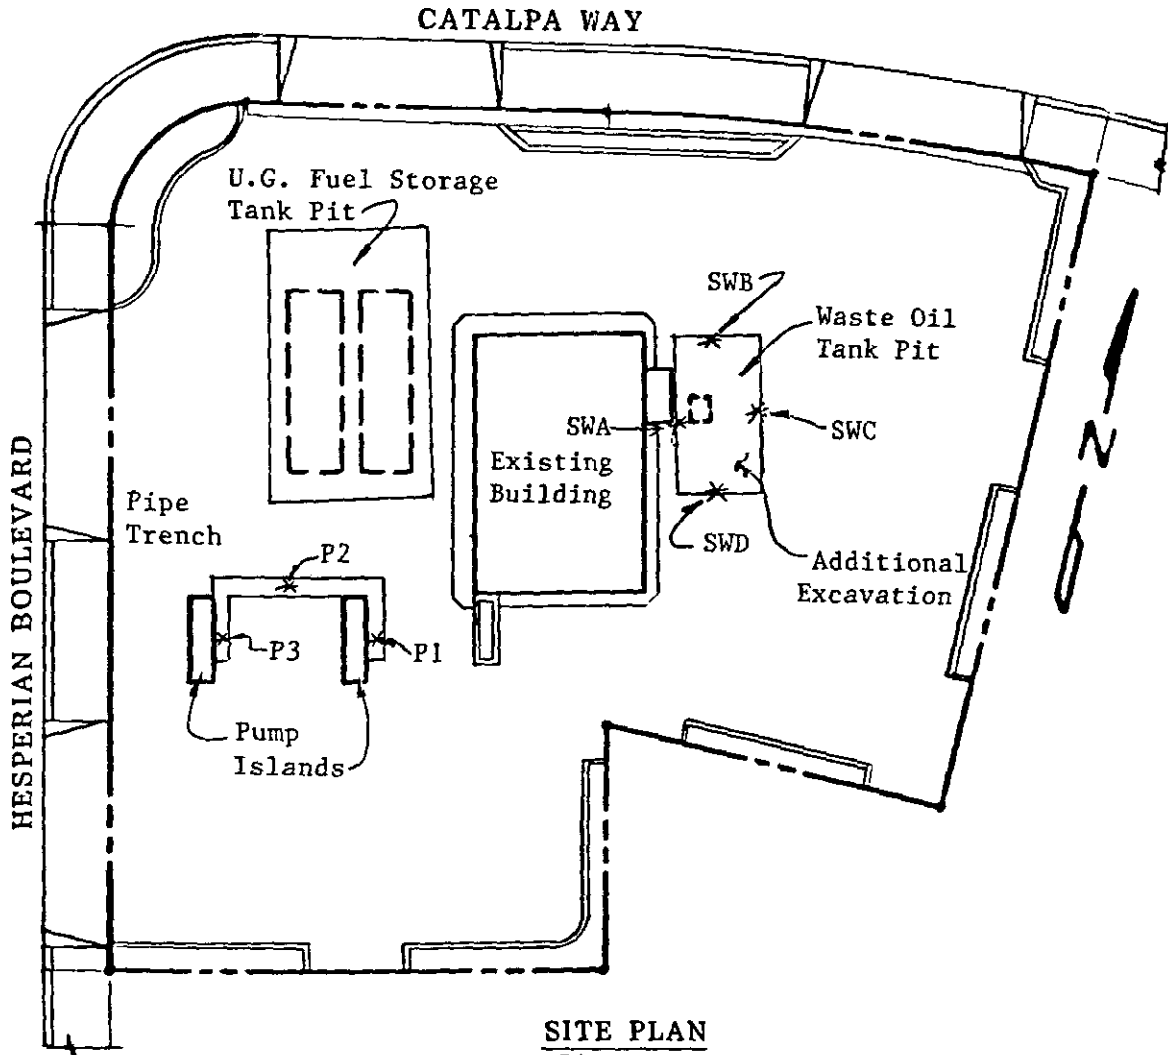 CATALPA WAY
U.G. Fuel Storage
Tank Pit
SWB
Waste Oil
Tank Pit
SWA
SWC
Existing
Building
HESPERIAN BOULEVARD
Pipe
Trench
SWD
P2
Additional
Excavation
P3
P1
Pump
Islands
N
SITE PLAN